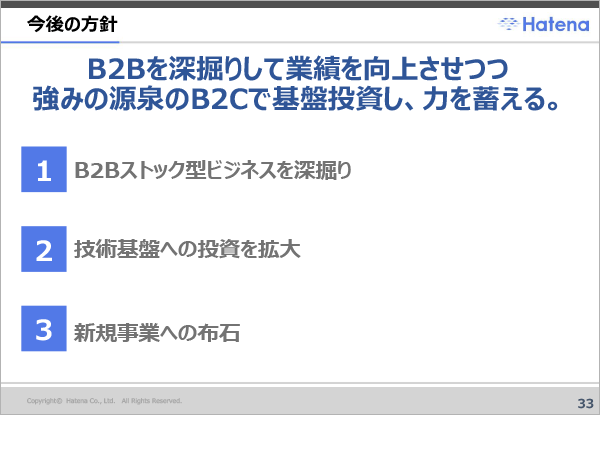 今後の方針
Hatena
B2Bを深掘りして業績を向上させつつ
強みの源泉のB2Cで基盤投資し、力を蓄える。
1 B2Bストック型ビジネスを深掘り
2 技術基盤への投資を拡大
3 新規事業への布石
Copyright© Hatena Co., Ltd. All Rights Reserved.
33